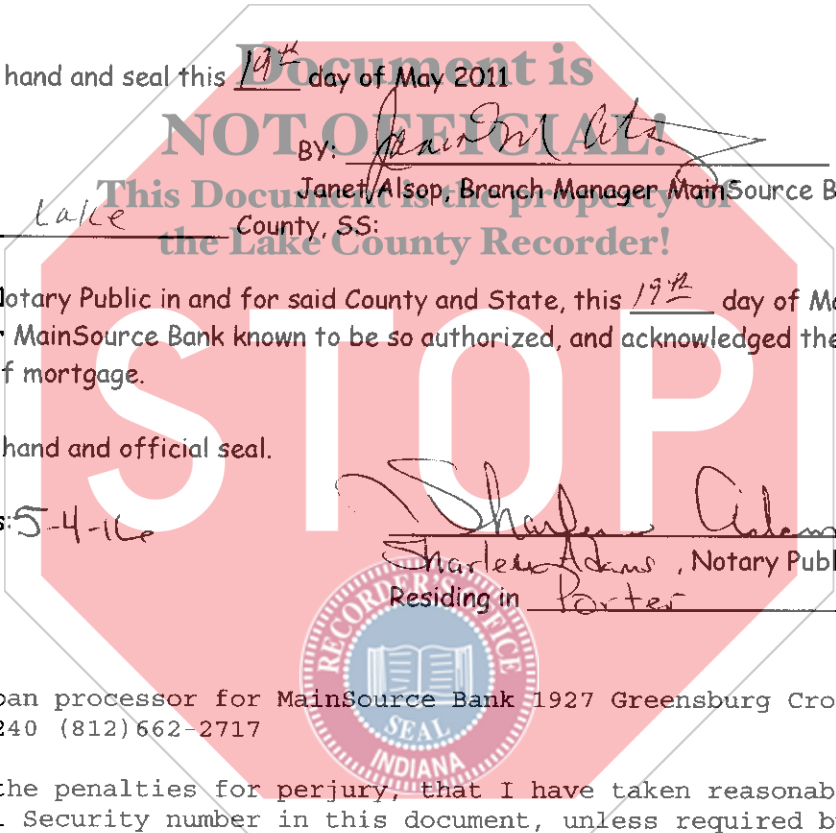 Document is
hand and seal this 19th day of May 2011
NOT OFFICIAL!
BY:
This Document is the property of
Janet Alsop, Branch Manager MainSource B
Lake County, SS:
the Lake County Recorder!
Notary Public in and for said County and State, this 19th day of Ma
r MainSource Bank known to be so authorized, and acknowledged the
f mortgage.
STOP!
hand and official seal.
s: 5-4-16
Sharlene Adams
Sharlene Adams, Notary Publ
Residing in Porter
RECORDER'S OFFICE
SEAL
INDIANA
oan processor for MainSource Bank 1927 Greensburg Cro
240 (812)662-2717
the penalties for perjury, that I have taken reasonab
l Security number in this document, unless required b